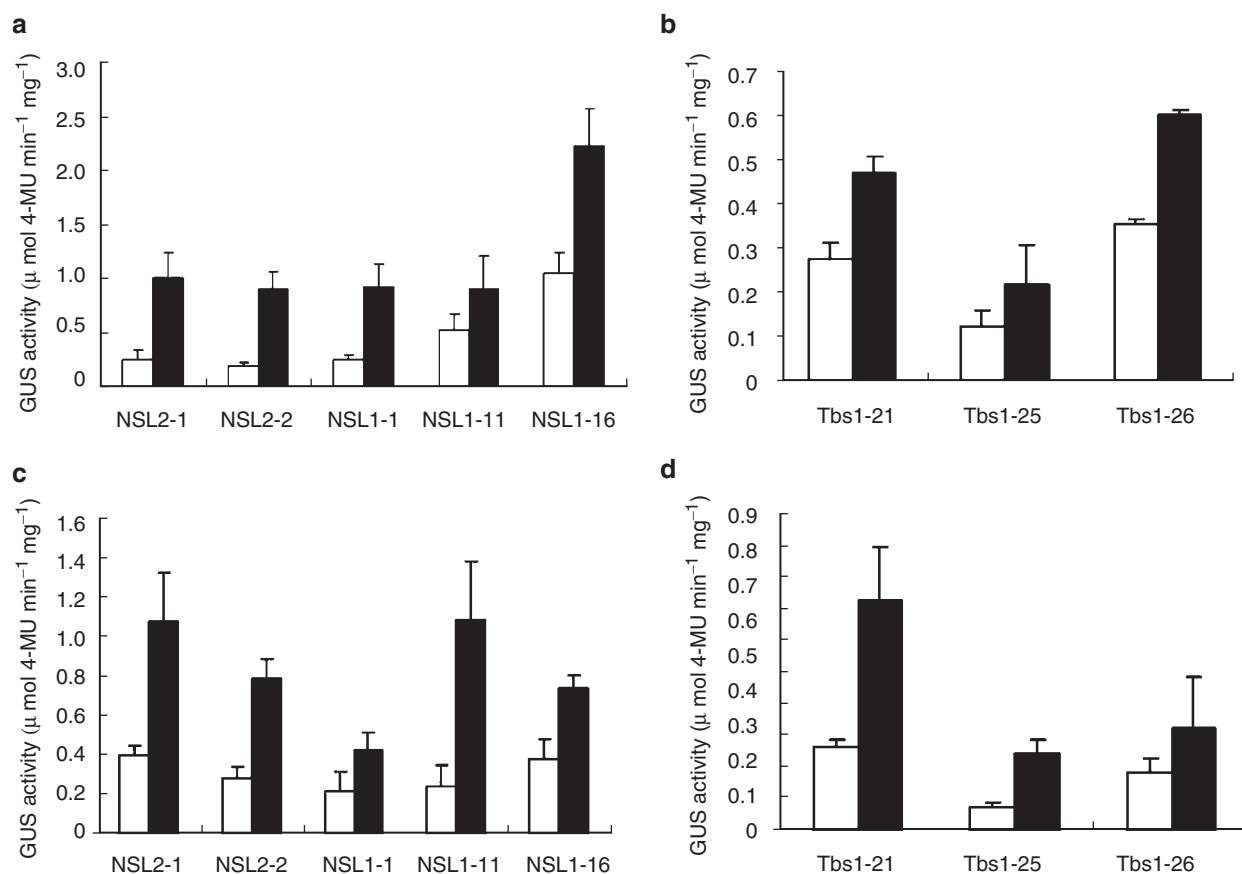 a
GUS activity (μ mol 4-MU min⁻¹ mg⁻¹)
3.0
2.5
2.0
1.5
1.0
0.5
0
NSL2-1 NSL2-2 NSL1-1 NSL1-11 NSL1-16
b
GUS activity (μ mol 4-MU min⁻¹ mg⁻¹)
0.7
0.6
0.5
0.4
0.3
0.2
0.1
0
Tbs1-21 Tbs1-25 Tbs1-26
c
GUS activity (μ mol 4-MU min⁻¹ mg⁻¹)
1.6
1.4
1.2
1.0
0.8
0.6
0.4
0.2
0
NSL2-1 NSL2-2 NSL1-1 NSL1-11 NSL1-16
d
GUS activity (μ mol 4-MU min⁻¹ mg⁻¹)
0.9
0.8
0.7
0.6
0.5
0.4
0.3
0.2
0.1
0
Tbs1-21 Tbs1-25 Tbs1-26